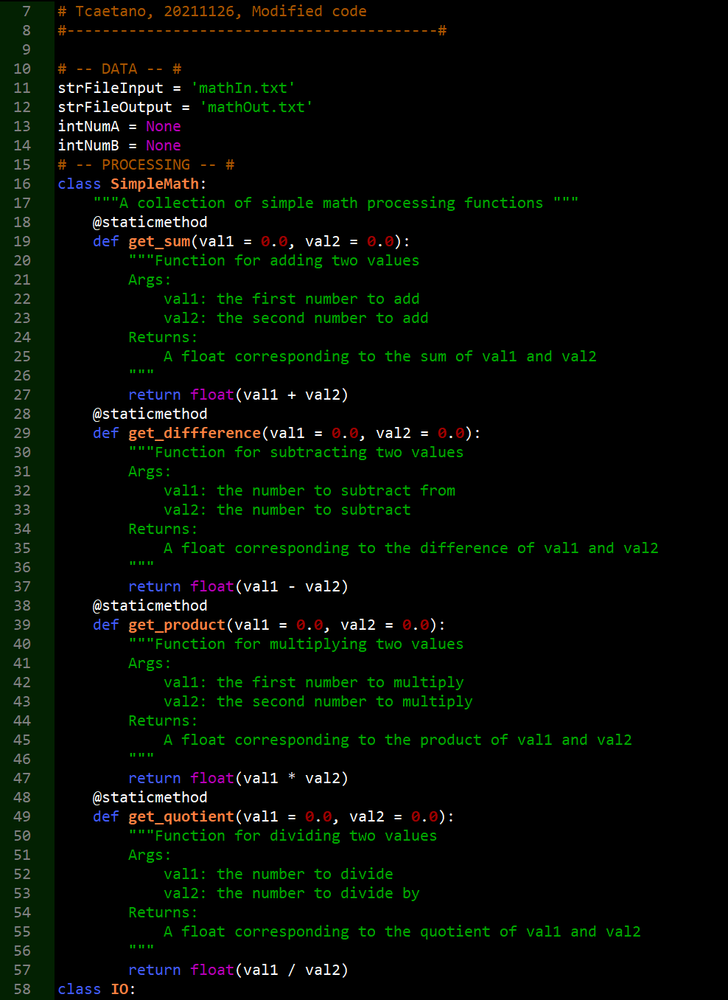 7 # Tcaetano, 20211126, Modified code
8 #------------------------------------------#
9
10 # -- DATA -- #
11 strFileInput = 'mathIn.txt'
12 strFileOutput = 'mathOut.txt'
13 intNumA = None
14 intNumB = None
15 # -- PROCESSING -- #
16 class SimpleMath:
17     """A collection of simple math processing functions """
18     @staticmethod
19     def get_sum(val1 = 0.0, val2 = 0.0):
20         """Function for adding two values
21         Args:
22             val1: the first number to add
23             val2: the second number to add
24         Returns:
25             A float corresponding to the sum of val1 and val2
26         """
27         return float(val1 + val2)
28     @staticmethod
29     def get_diffference(val1 = 0.0, val2 = 0.0):
30         """Function for subtracting two values
31         Args:
32             val1: the number to subtract from
33             val2: the number to subtract
34         Returns:
35             A float corresponding to the difference of val1 and val2
36         """
37         return float(val1 - val2)
38     @staticmethod
39     def get_product(val1 = 0.0, val2 = 0.0):
40         """Function for multiplying two values
41         Args:
42             val1: the first number to multiply
43             val2: the second number to multiply
44         Returns:
45             A float corresponding to the product of val1 and val2
46         """
47         return float(val1 * val2)
48     @staticmethod
49     def get_quotient(val1 = 0.0, val2 = 0.0):
50         """Function for dividing two values
51         Args:
52             val1: the number to divide
53             val2: the number to divide by
54         Returns:
55             A float corresponding to the quotient of val1 and val2
56         """
57         return float(val1 / val2)
58 class IO: